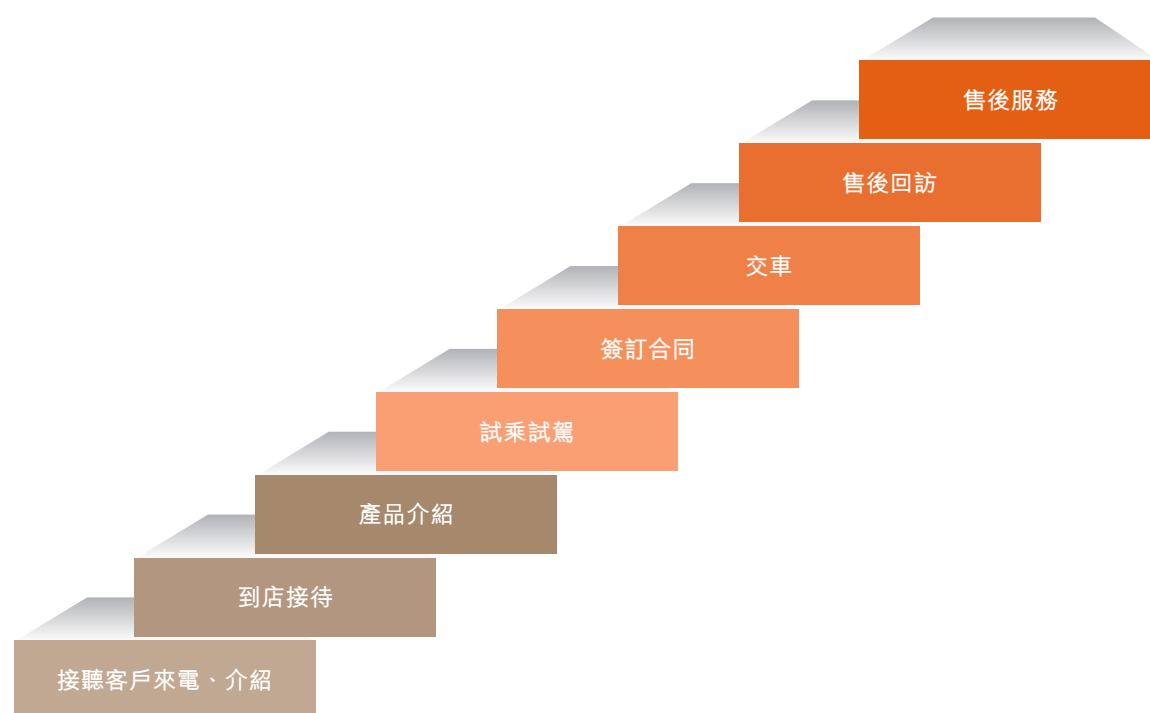 售後服務
售後回訪
交車
簽訂合同
試乘試駕
產品介紹
到店接待
接聽客戶來電、介紹